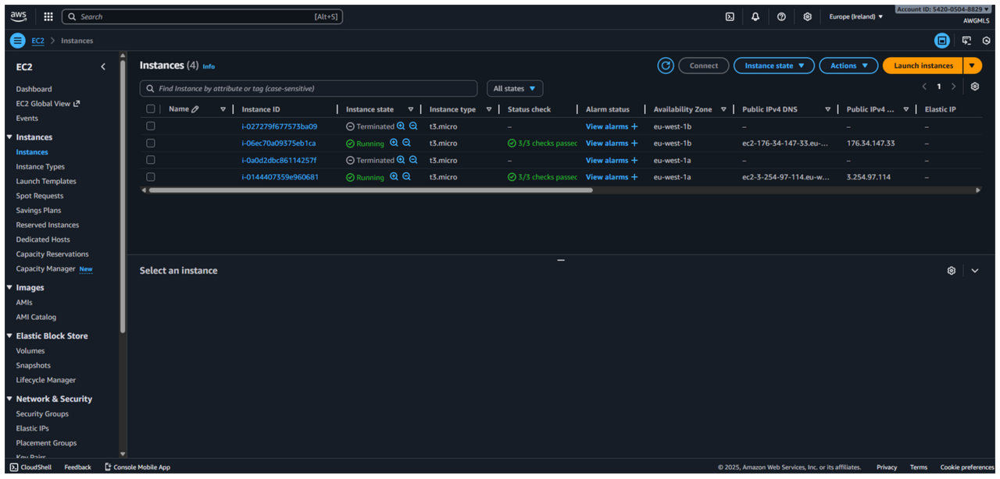 aws Search [Alt+S] Europe (Ireland) Account ID: 5420-0504-8829
AWGMLS
EC2 > Instances
EC2
Dashboard
EC2 Global View
Events
Instances
Instances
Instance Types
Launch Templates
Spot Requests
Savings Plans
Reserved Instances
Dedicated Hosts
Capacity Reservations
Capacity Manager New
Images
AMIs
AMI Catalog
Elastic Block Store
Volumes
Snapshots
Lifecycle Manager
Network & Security
Security Groups
Elastic IPs
Placement Groups
Key Pairs
Instances (4) Info Connect Instance state Actions Launch instances
Find Instance by attribute or tag (case-sensitive) All states 1
Name Instance ID Instance state Instance type Status check Alarm status Availability Zone Public IPv4 DNS Public IPv4 ... Elastic IP
i-027279f677573ba09 Terminated t3.micro – View alarms + eu-west-1b – – –
i-06ec70a09375eb1ca Running t3.micro 3/3 checks passec View alarms + eu-west-1b ec2-176-34-147-33.eu-... 176.34.147.33 –
i-0a0d2dbc86114257f Terminated t3.micro – View alarms + eu-west-1a – – –
i-0144407359e960681 Running t3.micro 3/3 checks passec View alarms + eu-west-1a ec2-3-254-97-114.eu-w... 3.254.97.114 –
Select an instance
CloudShell Feedback Console Mobile App © 2025, Amazon Web Services, Inc. or its affiliates. Privacy Terms Cookie preferences